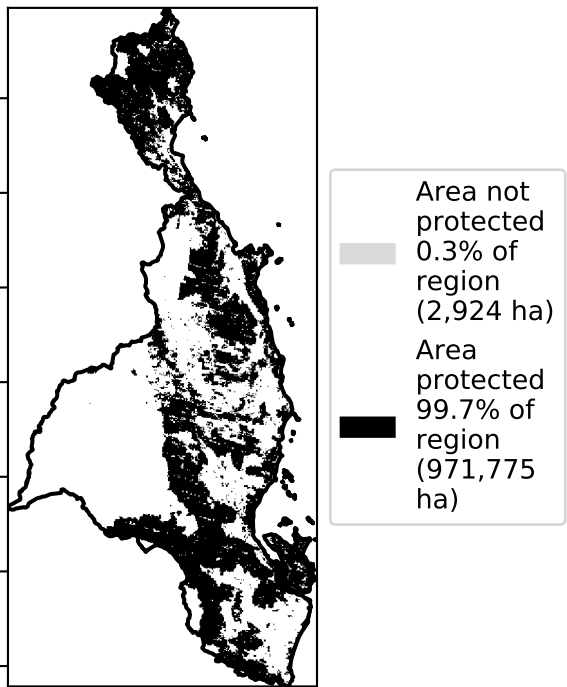 Area not
protected
0.3% of
region
(2,924 ha)
Area
protected
99.7% of
region
(971,775
ha)